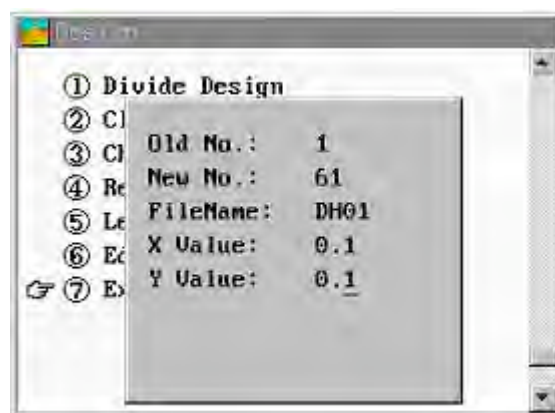 Design
① Divide Design
② Cl
③ Ch
④ Re
⑤ Le
⑥ Ed
⑦ Ex
Old No.: 1
New No.: 61
FileName: DH01
X Value: 0.1
Y Value: 0.1